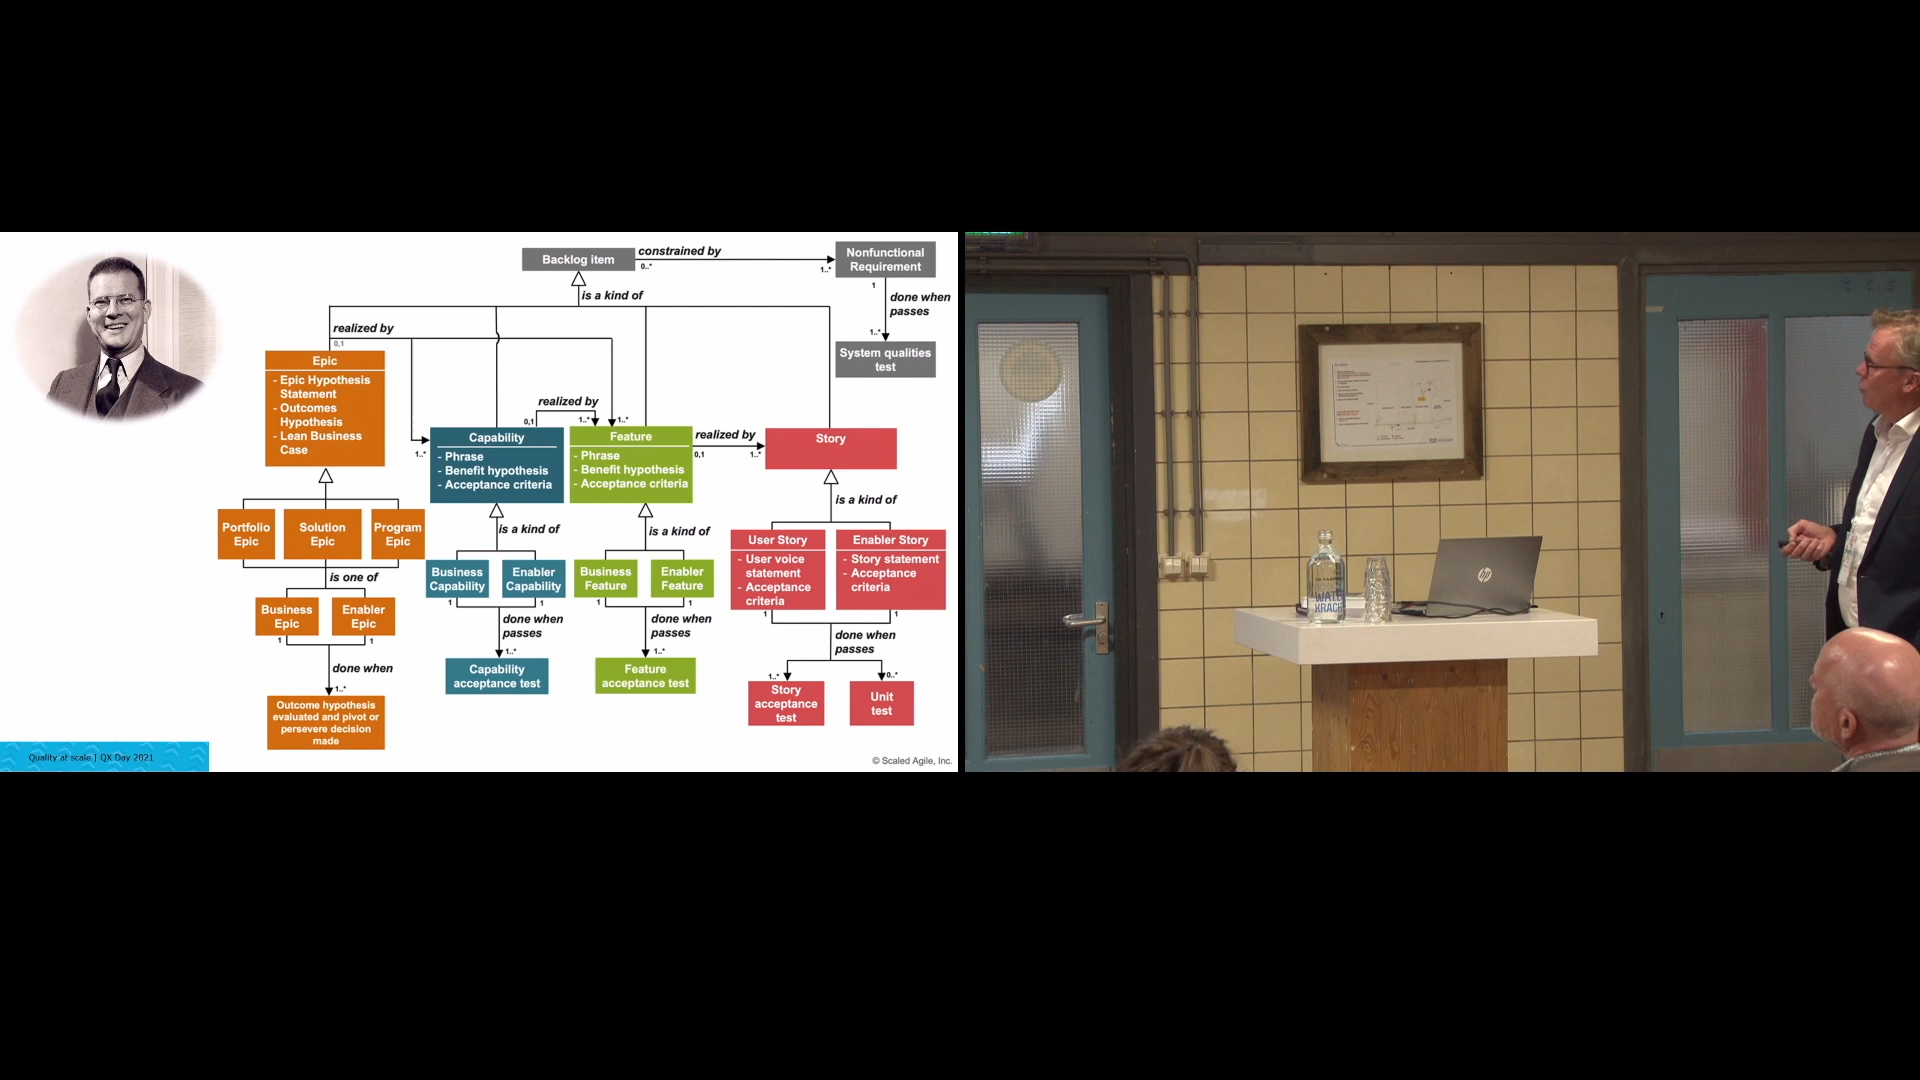 Backlog item
constrained by
0..*
1..*
Nonfunctional
Requirement
is a kind of
1
done when
passes
1..*
System qualities
test
realized by
0,1
Epic
- Epic Hypothesis
Statement
- Outcomes
Hypothesis
- Lean Business
Case
1..*
realized by
0,1
1..*
1..*
Capability
- Phrase
- Benefit hypothesis
- Acceptance criteria
Feature
- Phrase
- Benefit hypothesis
- Acceptance criteria
realized by
0,1
1..*
Story
Portfolio
Epic
Solution
Epic
Program
Epic
is one of
Business
Epic
Enabler
Epic
1
1
done when
1..*
Outcome hypothesis
evaluated and pivot or
persevere decision
made
is a kind of
Business
Capability
Enabler
Capability
1
1
done when
passes
1..*
Capability
acceptance test
is a kind of
Business
Feature
Enabler
Feature
1
1
done when
passes
1..*
Feature
acceptance test
is a kind of
User Story
- User voice
statement
- Acceptance
criteria
Enabler Story
- Story statement
- Acceptance
criteria
1
1
done when
passes
1..*
0..*
Story
acceptance
test
Unit
test
Quality at scale | QX Day 2021
© Scaled Agile, Inc.
hp
WATE
KRACH